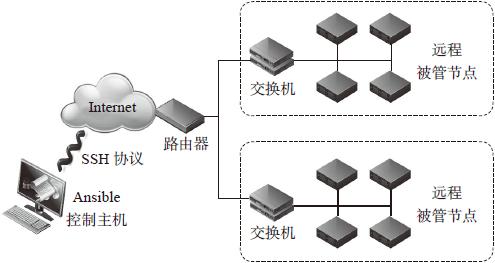 远程
被管节点
交换机
Internet
路由器
SSH 协议
Ansible
控制主机
远程
被管节点
交换机